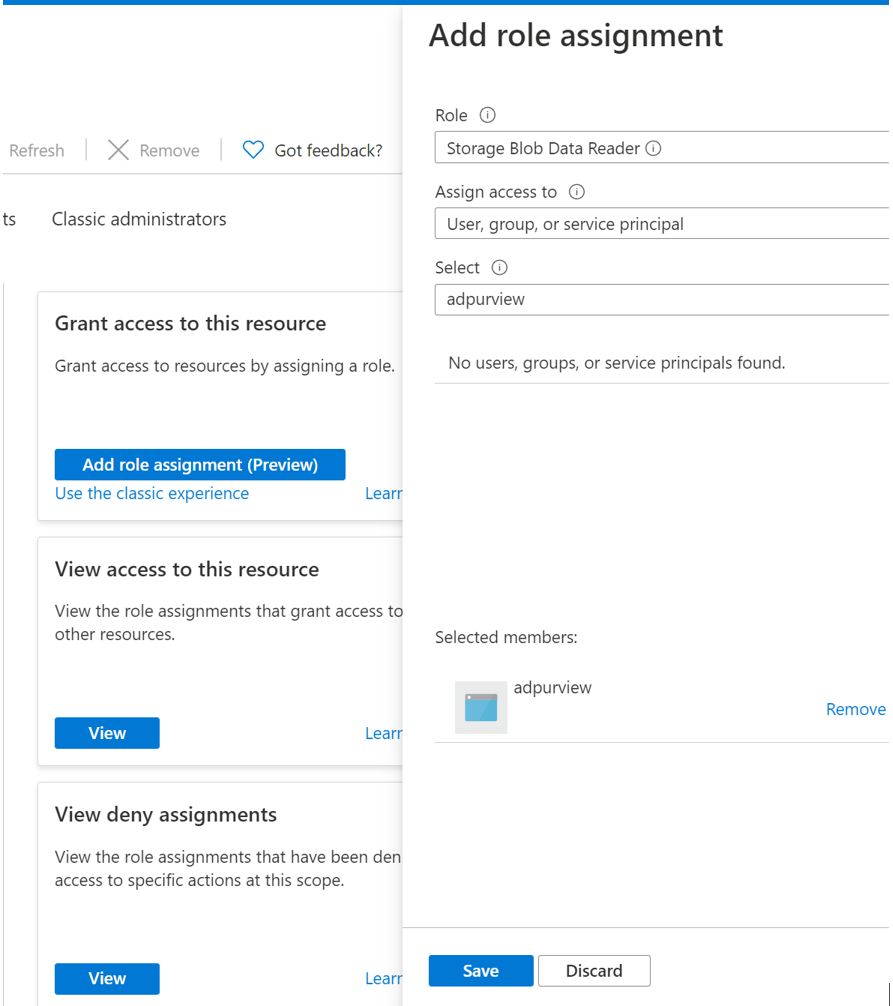 Add role assignment
Refresh
Remove
Got feedback?
ts
Classic administrators
Grant access to this resource
Grant access to resources by assigning a role.
Add role assignment (Preview)
Use the classic experience
Learn
View access to this resource
View the role assignments that grant access to
other resources.
View
Learn
View deny assignments
View the role assignments that have been den
access to specific actions at this scope.
View
Learn
Role
Storage Blob Data Reader
Assign access to
User, group, or service principal
Select
adpurview
No users, groups, or service principals found.
Selected members:
adpurview
Remove
Save
Discard